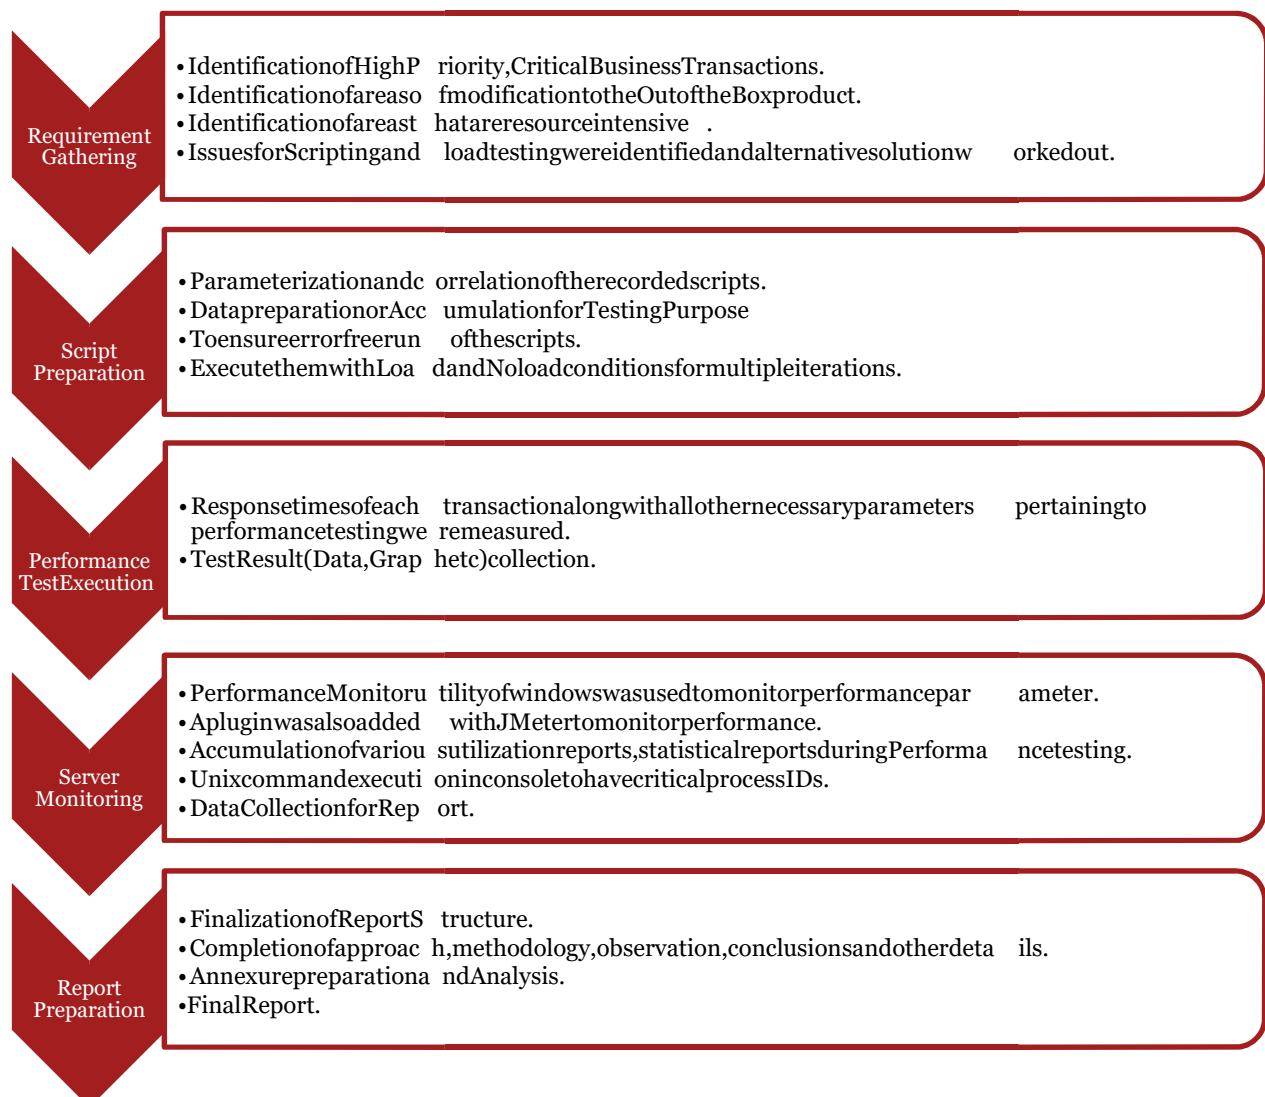 Requirement
Gathering
•IdentificationofHighP riority,CriticalBusinessTransactions.
•Identificationofareaso fmodificationtotheOutoftheBoxproduct.
•Identificationofareast hatareresourceintensive .
•IssuesforScriptingand loadtestingwereidentifiedandalternativesolutionw orkedout.
Script
Preparation
•Parameterizationandc orrelationoftherecordedscripts.
•DatapreparationorAcc umulationforTestingPurpose
•Toensureerrorfreerun ofthescripts.
•ExecutethemwithLoa dandNoloadconditionsformultipleiterations.
Performance
TestExecution
•Responsetimesofeach transactionalongwithallothernecessaryparameters pertainingto
performancetestingwe remeasured.
•TestResult(Data,Grap hetc)collection.
Server
Monitoring
•PerformanceMonitoru tilityofwindowswasusedtomonitorperformancepar ameter.
•Apluginwasalsoadded withJMetertomonitorperformance.
•Accumulationofvariou sutilizationreports,statisticalreportsduringPerforma ncetesting.
•Unixcommandexecuti oninconsoletohavecriticalprocessIDs.
•DataCollectionforRep ort.
Report
Preparation
•FinalizationofReportS tructure.
•Completionofapproac h,methodology,observation,conclusionsandotherdeta ils.
•Annexurepreparationa ndAnalysis.
•FinalReport.